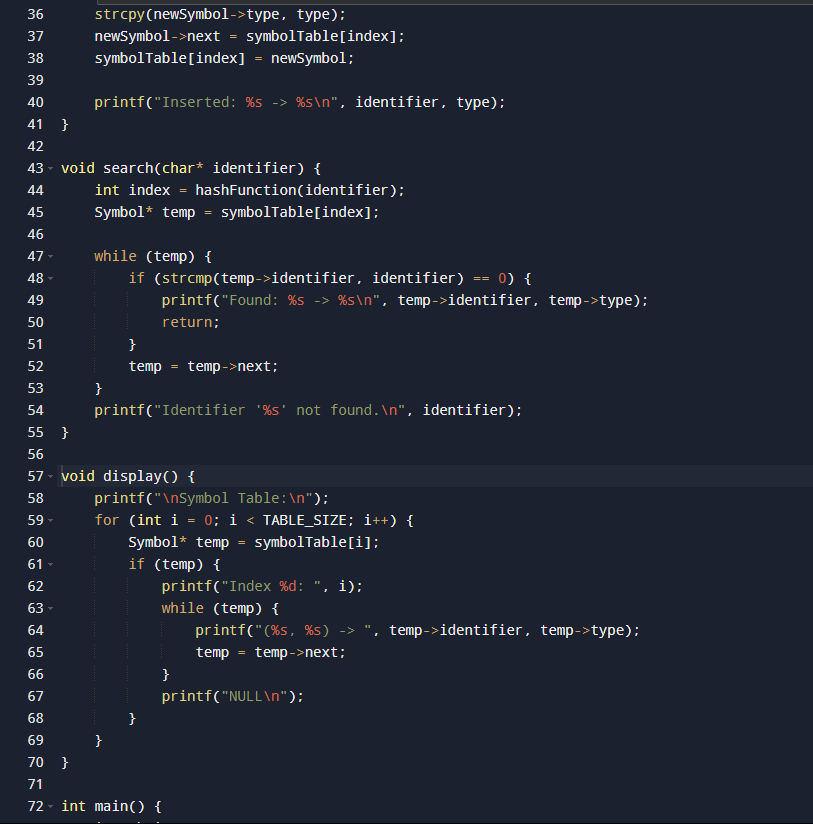 36 strcpy(newSymbol->type, type);
37 newSymbol->next = symbolTable[index];
38 symbolTable[index] = newSymbol;
39
40 printf("Inserted: %s -> %s\n", identifier, type);
41 }
42
43 void search(char* identifier) {
44 int index = hashFunction(identifier);
45 Symbol* temp = symbolTable[index];
46
47 while (temp) {
48 if (strcmp(temp->identifier, identifier) == 0) {
49 printf("Found: %s -> %s\n", temp->identifier, temp->type);
50 return;
51 }
52 temp = temp->next;
53 }
54 printf("Identifier '%s' not found.\n", identifier);
55 }
56
57 void display() {
58 printf("\nSymbol Table:\n");
59 for (int i = 0; i < TABLE_SIZE; i++) {
60 Symbol* temp = symbolTable[i];
61 if (temp) {
62 printf("Index %d: ", i);
63 while (temp) {
64 printf("(%s, %s) -> ", temp->identifier, temp->type);
65 temp = temp->next;
66 }
67 printf("NULL\n");
68 }
69 }
70 }
71
72 int main() {